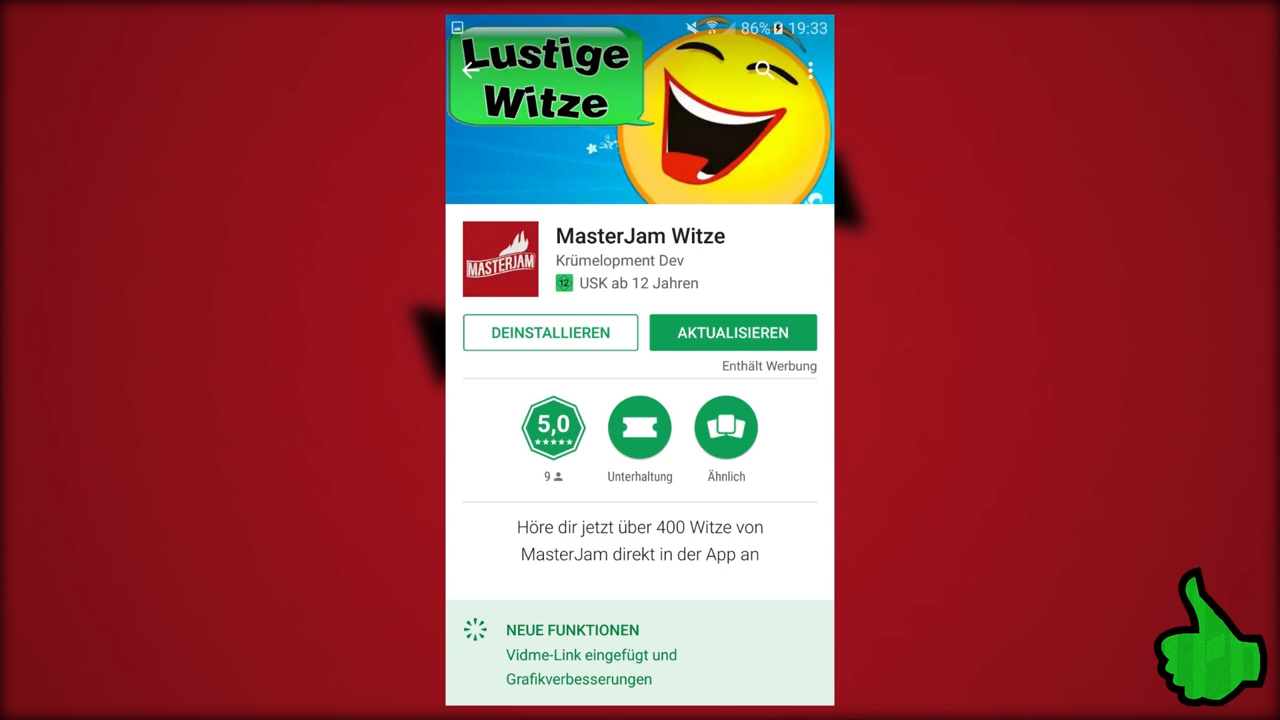 86% 19:33
Lustige
Witze
MASTERJAM
MasterJam Witze
Krümelopment Dev
12 USK ab 12 Jahren
DEINSTALLIEREN AKTUALISIEREN
Enthält Werbung
5,0
9 Unterhaltung Ähnlich
Höre dir jetzt über 400 Witze von
MasterJam direkt in der App an
NEUE FUNKTIONEN
Vidme-Link eingefügt und
Grafikverbesserungen